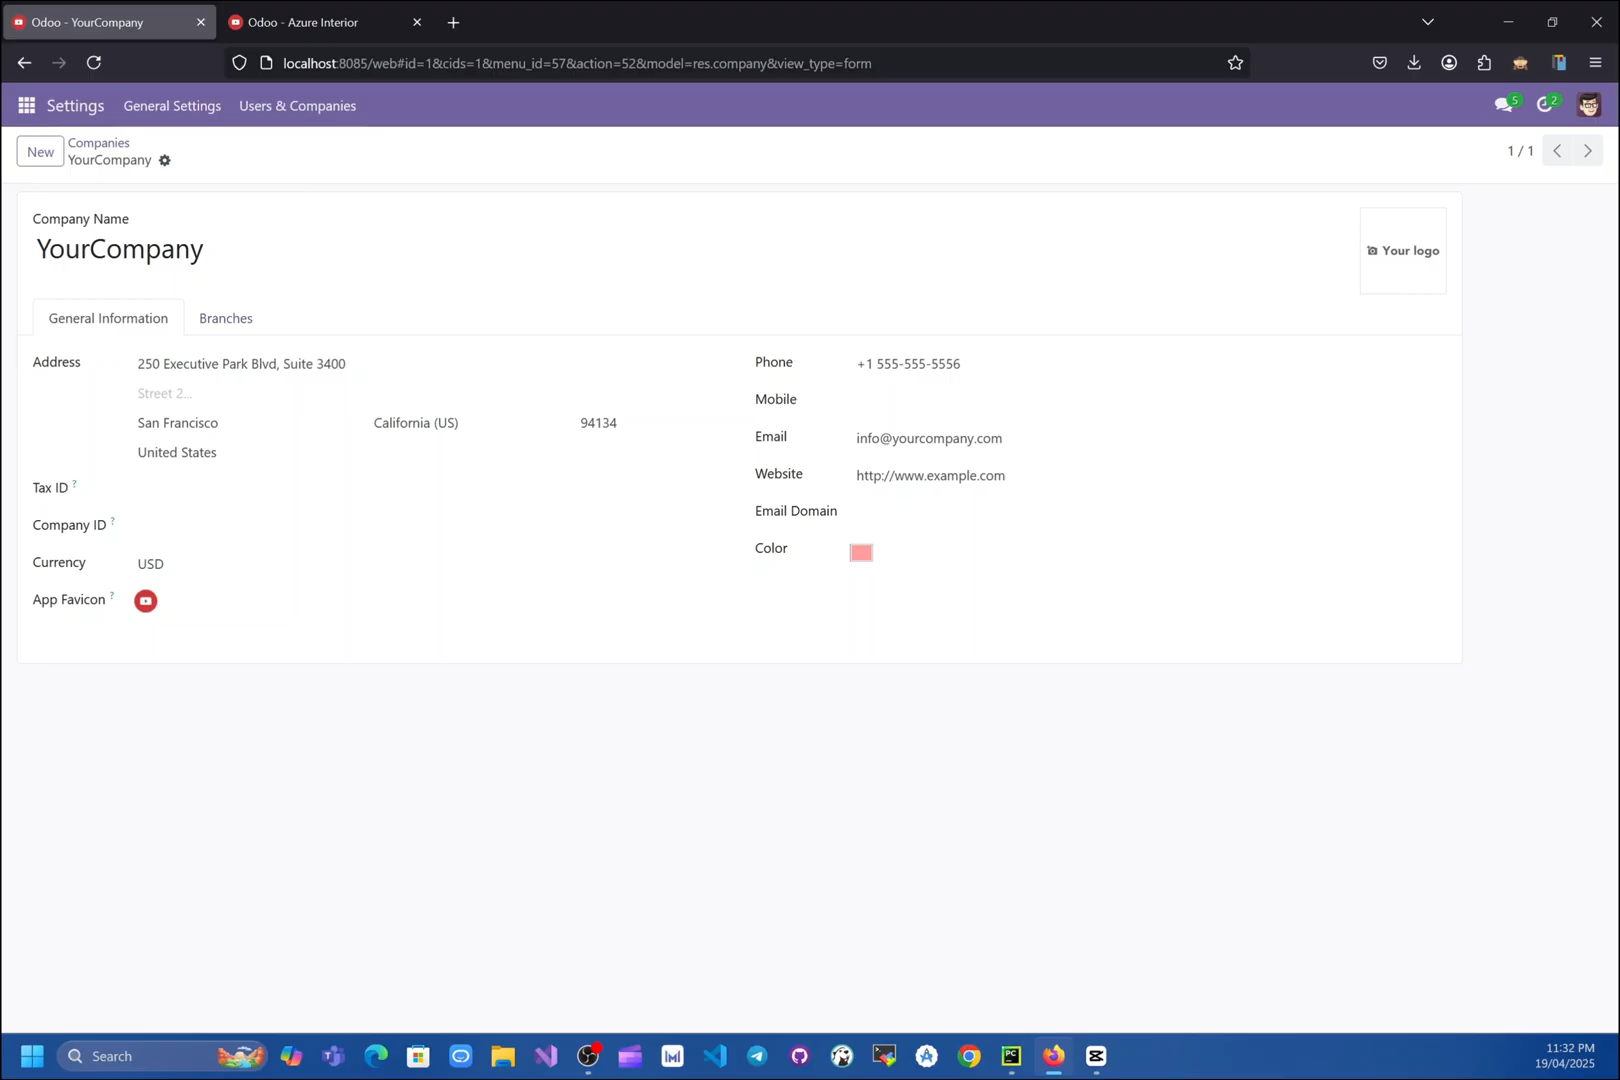 Odoo - YourCompany
Odoo - Azure Interior
localhost:8085/web#id=1&cids=1&menu_id=57&action=52&model=res.company&view_type=form
Settings
General Settings
Users & Companies
5
2
New
Companies
YourCompany
1 / 1
Company Name
YourCompany
Your logo
General Information
Branches
Address
250 Executive Park Blvd, Suite 3400
Street 2...
San Francisco
California (US)
94134
United States
Tax ID ?
Company ID ?
Currency
USD
App Favicon ?
Phone
+1 555-555-5556
Mobile
Email
info@yourcompany.com
Website
http://www.example.com
Email Domain
Color
Search
PC
11:32 PM
19/04/2025